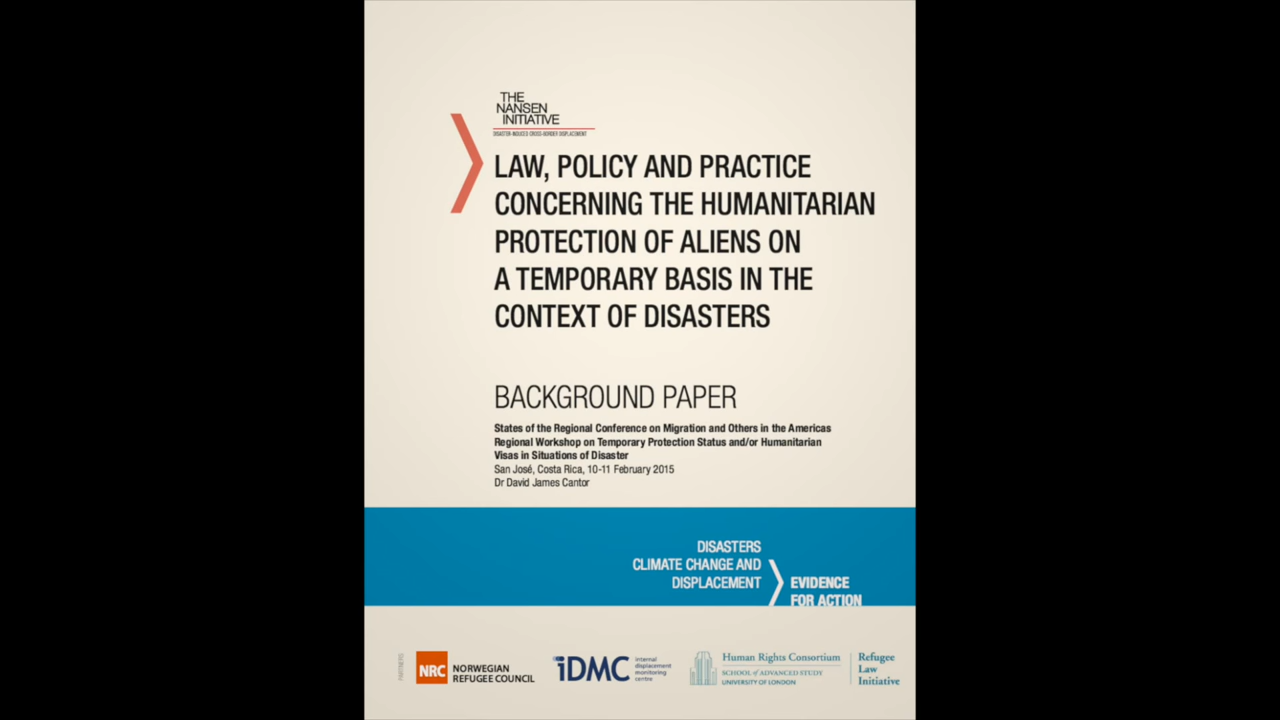 THE
NANSEN
INITIATIVE
DISASTER-INDUCED CROSS-BORDER DISPLACEMENT
LAW, POLICY AND PRACTICE
CONCERNING THE HUMANITARIAN
PROTECTION OF ALIENS ON
A TEMPORARY BASIS IN THE
CONTEXT OF DISASTERS
BACKGROUND PAPER
States of the Regional Conference on Migration and Others in the Americas
Regional Workshop on Temporary Protection Status and/or Humanitarian
Visas in Situations of Disaster
San José, Costa Rica, 10-11 February 2015
Dr David James Cantor
DISASTERS
CLIMATE CHANGE AND
DISPLACEMENT
EVIDENCE
FOR ACTION
PARTNERS:
NRC
NORWEGIAN
REFUGEE COUNCIL
iDMC
internal
displacement
monitoring
centre
Human Rights Consortium
SCHOOL of ADVANCED STUDY
UNIVERSITY OF LONDON
Refugee
Law
Initiative